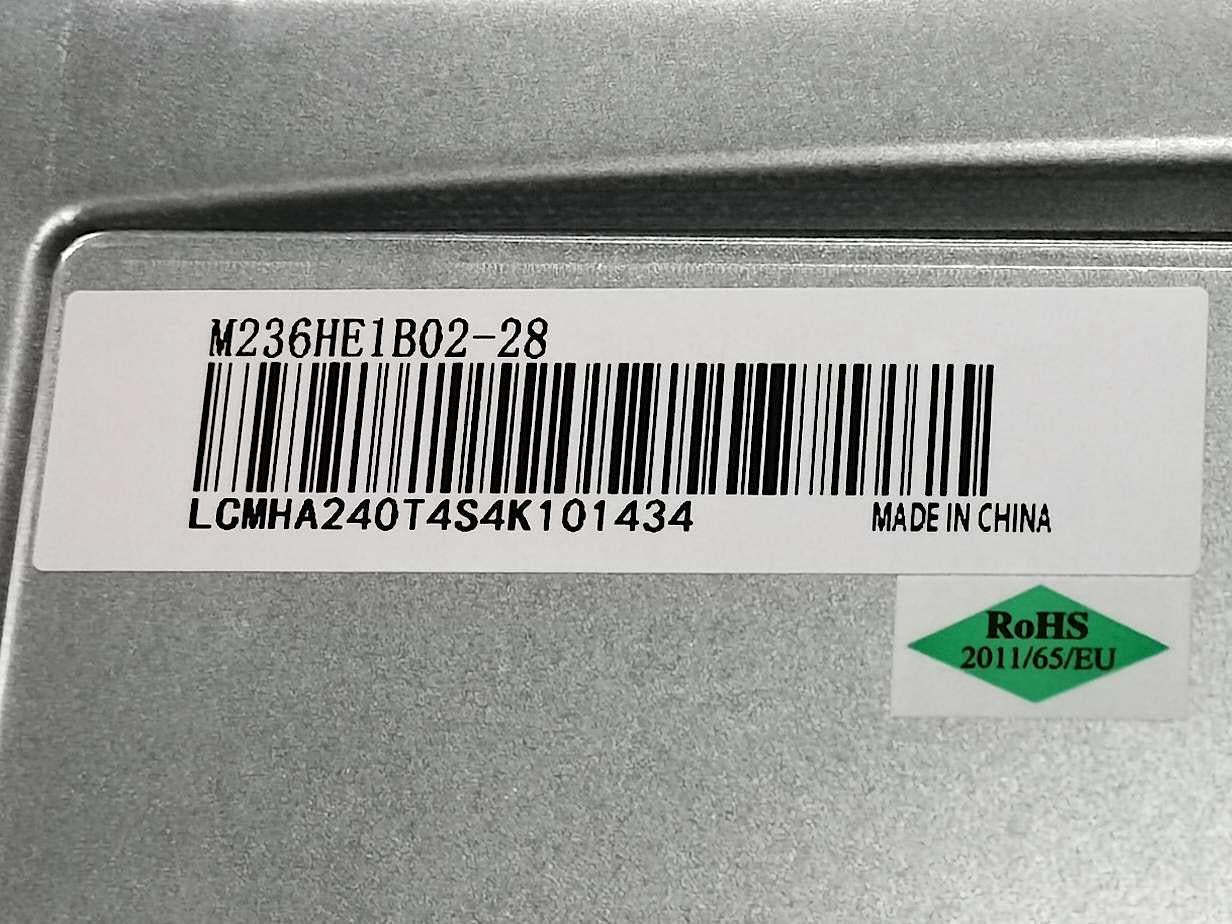 M236HE1B02-28
LCMHA240T4S4K101434
MADE IN CHINA
RoHS
2011/65/EU